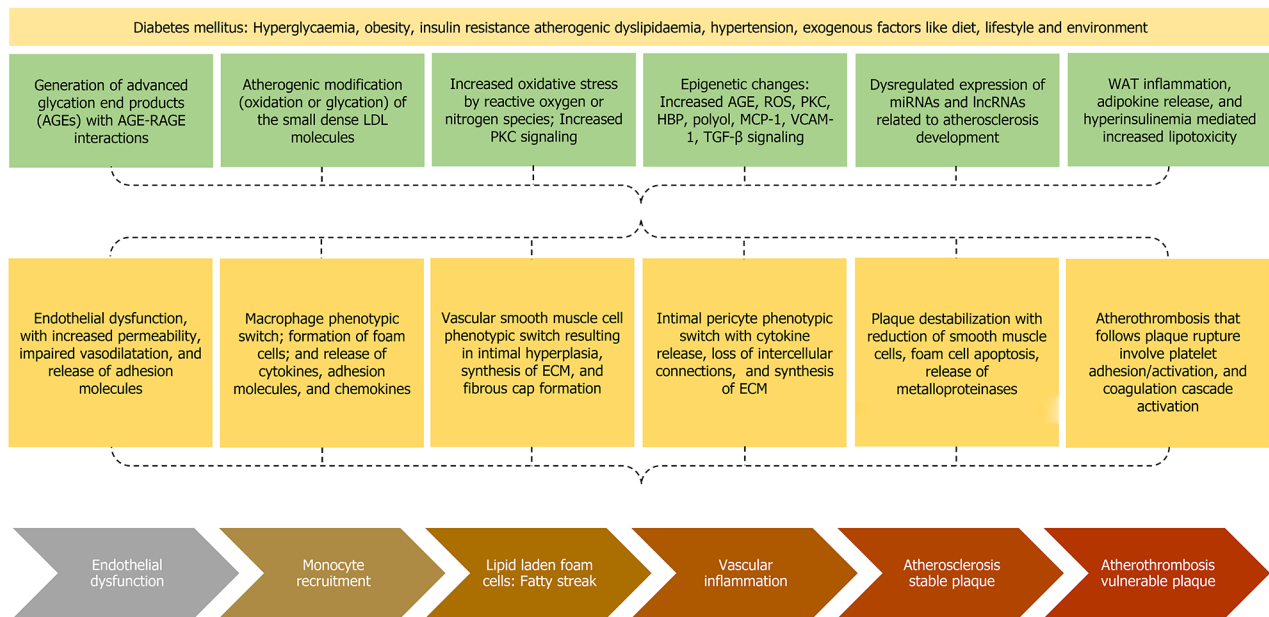 Diabetes mellitus: Hyperglycaemia, obesity, insulin resistance atherogenic dyslipidaemia, hypertension, exogenous factors like diet, lifestyle and environment
Generation of advanced
glycation end products
(AGEs) with AGE-RAGE
interactions
Atherogenic modification
(oxidation or glycation) of
the small dense LDL
molecules
Increased oxidative stress
by reactive oxygen or
nitrogen species; Increased
PKC signaling
Epigenetic changes:
Increased AGE, ROS, PKC,
HBP, polyol, MCP-1, VCAM-
1, TGF-β signaling
Dysregulated expression of
miRNAs and lncRNAs
related to atherosclerosis
development
WAT inflammation,
adipokine release, and
hyperinsulinemia mediated
increased lipotoxicity
Endothelial dysfunction,
with increased permeability,
impaired vasodilatation, and
release of adhesion
molecules
Macrophage phenotypic
switch; formation of foam
cells; and release of
cytokines, adhesion
molecules, and chemokines
Vascular smooth muscle cell
phenotypic switch resulting
in intimal hyperplasia,
synthesis of ECM, and
fibrous cap formation
Intimal pericyte phenotypic
switch with cytokine
release, loss of intercellular
connections, and synthesis
of ECM
Plaque destabilization with
reduction of smooth muscle
cells, foam cell apoptosis,
release of
metalloproteinases
Atherothrombosis that
follows plaque rupture
involve platelet
adhesion/activation, and
coagulation cascade
activation
Endothelial
dysfunction
Monocyte
recruitment
Lipid laden foam
cells: Fatty streak
Vascular
inflammation
Atherosclerosis
stable plaque
Atherothrombosis
vulnerable plaque